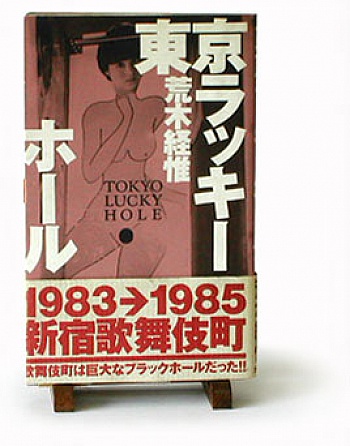 東京ラッキー
ホール
荒木経惟
TOKYO
LUCKY
HOLE
1983→1985
新宿歌舞伎町
歌舞伎町は巨大なブラックホールだった!!